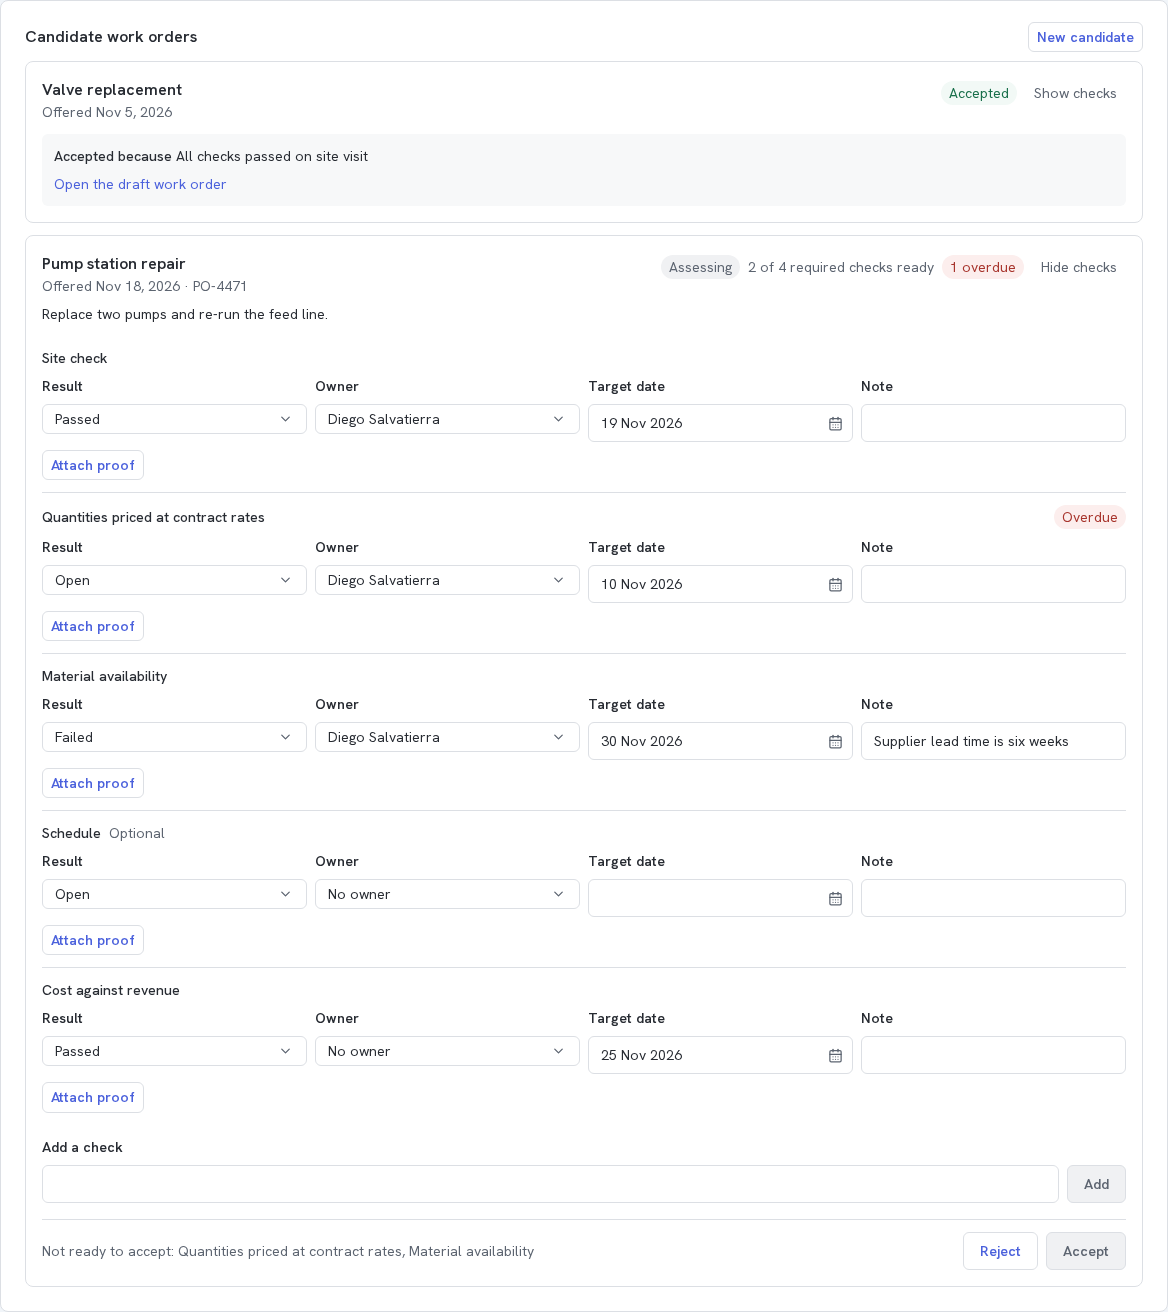 Candidate work orders
New candidate
Valve replacement
Accepted
Show checks
Offered Nov 5, 2026
Accepted because All checks passed on site visit
Open the draft work order
Pump station repair
Assessing
2 of 4 required checks ready
1 overdue
Hide checks
Offered Nov 18, 2026 · PO-4471
Replace two pumps and re-run the feed line.
Site check
Result
Owner
Target date
Note
Passed
Diego Salvatierra
19 Nov 2026
Attach proof
Quantities priced at contract rates
Overdue
Result
Owner
Target date
Note
Open
Diego Salvatierra
10 Nov 2026
Attach proof
Material availability
Result
Owner
Target date
Note
Failed
Diego Salvatierra
30 Nov 2026
Supplier lead time is six weeks
Attach proof
Schedule Optional
Result
Owner
Target date
Note
Open
No owner
Attach proof
Cost against revenue
Result
Owner
Target date
Note
Passed
No owner
25 Nov 2026
Attach proof
Add a check
Add
Not ready to accept: Quantities priced at contract rates, Material availability
Reject
Accept